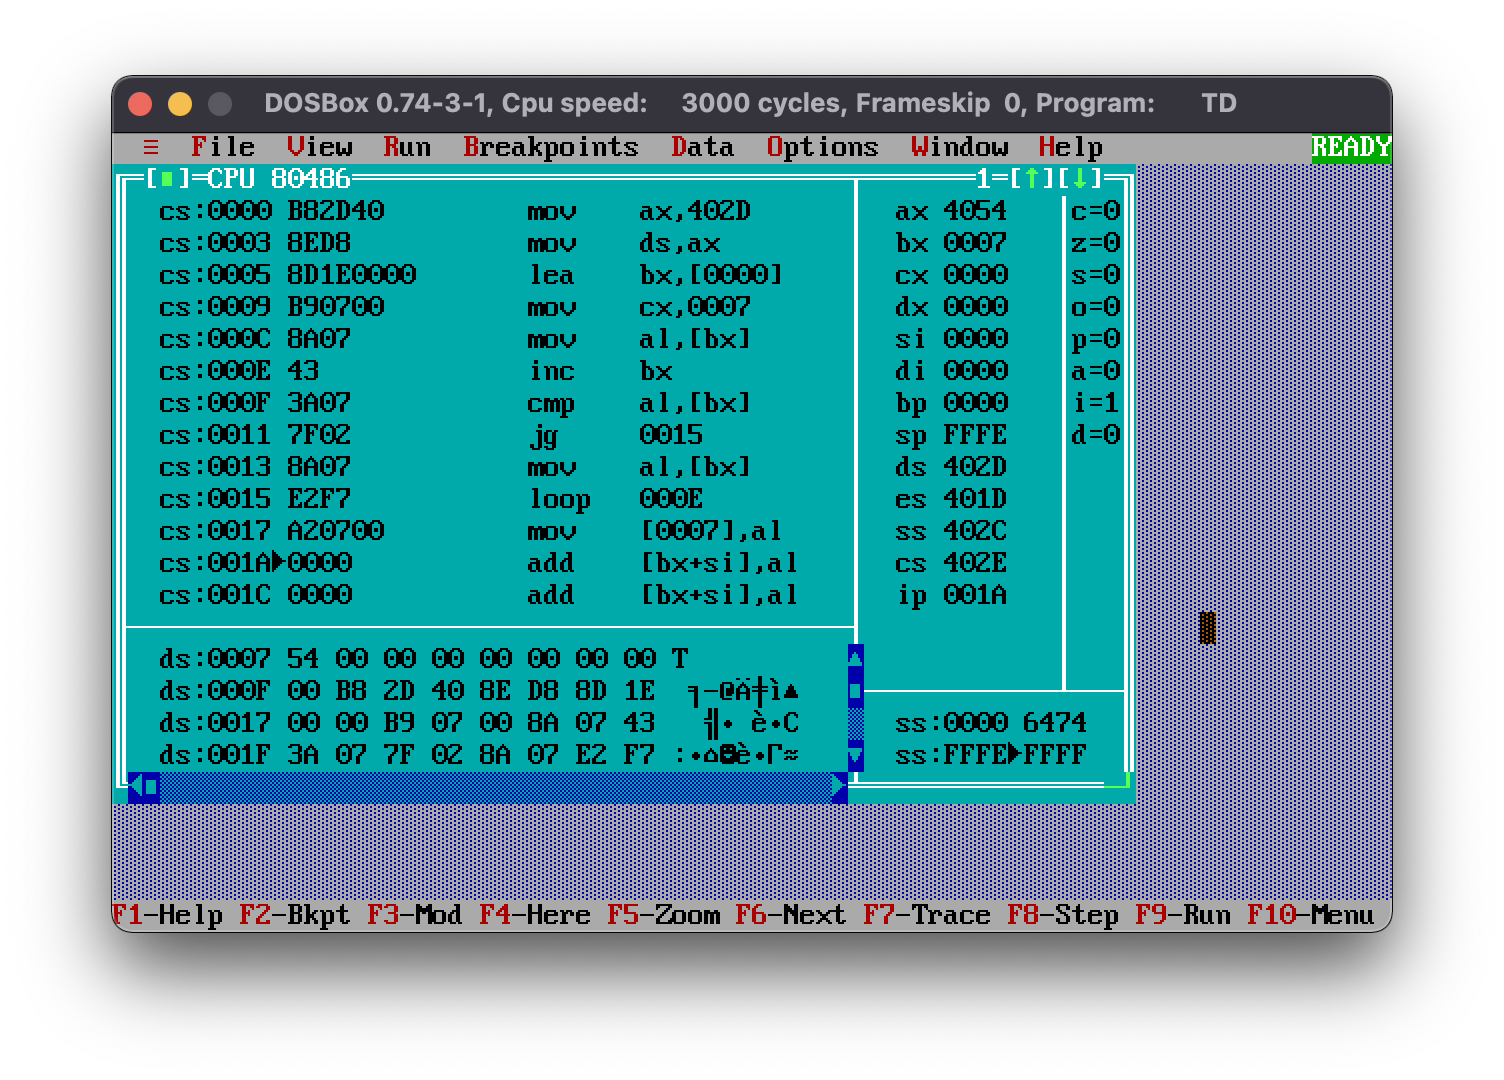 DOSBox 0.74-3-1, Cpu speed: 3000 cycles, Frameskip 0, Program: TD
≡ File View Run Breakpoints Data Options Window Help READY
[■]=CPU 80486 1=[↑][↓]
cs:0000 B82D40 mov ax,402D ax 4054 c=0
cs:0003 8ED8 mov ds,ax bx 0007 z=0
cs:0005 8D1E0000 lea bx,[0000] cx 0000 s=0
cs:0009 B90700 mov cx,0007 dx 0000 o=0
cs:000C 8A07 mov al,[bx] si 0000 p=0
cs:000E 43 inc bx di 0000 a=0
cs:000F 3A07 cmp al,[bx] bp 0000 i=1
cs:0011 7F02 jg 0015 sp FFFE d=0
cs:0013 8A07 mov al,[bx] ds 402D
cs:0015 E2F7 loop 000E es 401D
cs:0017 A20700 mov [0007],al ss 402C
cs:001A►0000 add [bx+si],al cs 402E
cs:001C 0000 add [bx+si],al ip 001A
ds:0007 54 00 00 00 00 00 00 00 T
ds:000F 00 B8 2D 40 8E D8 8D 1E ╕-@Ä╪ì▲
ds:0017 00 00 B9 07 00 8A 07 43 ╣• è•C ss:0000 6474
ds:001F 3A 07 7F 02 8A 07 E2 F7 :•⌂☻è•Γ≈ ss:FFFE►FFFF
F1-Help F2-Bkpt F3-Mod F4-Here F5-Zoom F6-Next F7-Trace F8-Step F9-Run F10-Menu